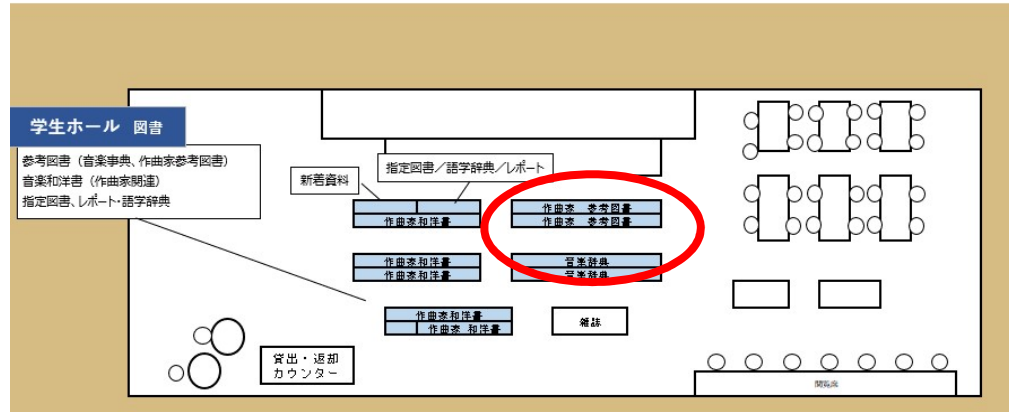 学生ホール 図書
参考図書（音楽事典、作曲家参考図書）
音楽和洋書（作曲家関連）
指定図書、レポート・語学辞典
新着資料
指定図書／語学辞典／レポート
作曲家和洋書
作曲家 参考図書
作曲家 参考図書
作曲家和洋書
作曲家和洋書
音楽辞典
音楽辞典
作曲家和洋書
作曲家 和洋書
雑誌
貸出・返却
カウンター
閲覧席